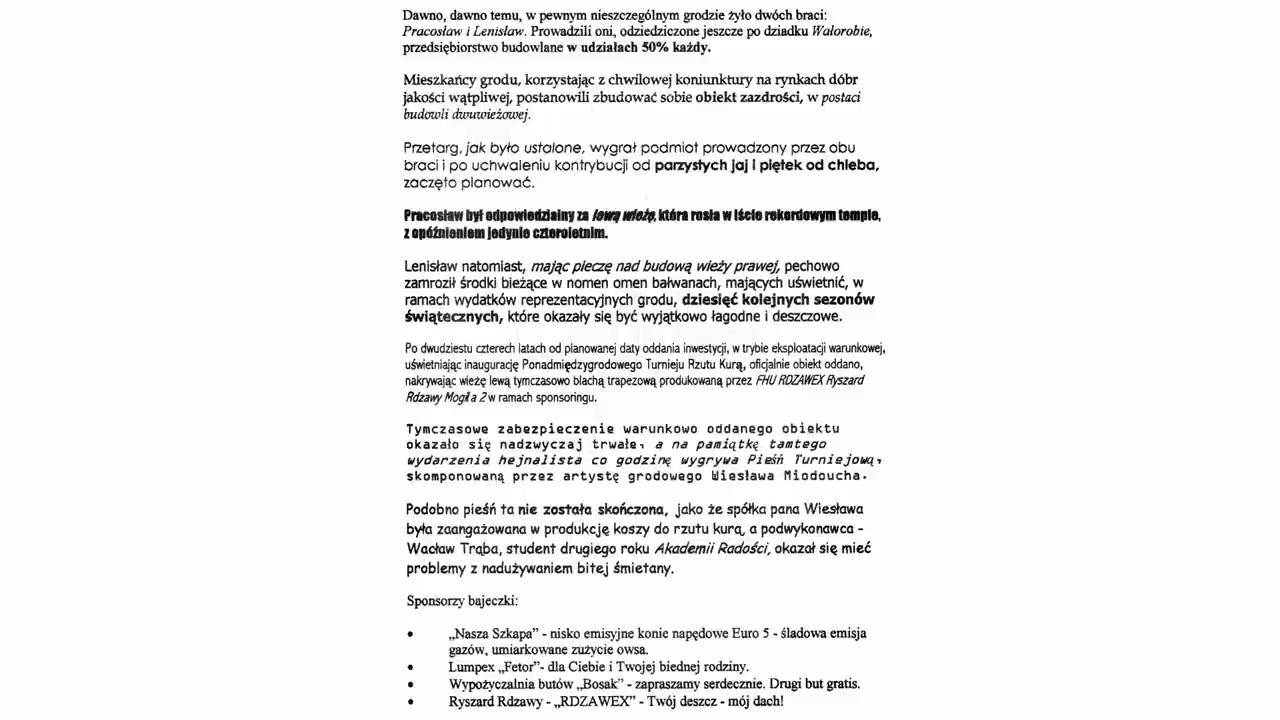 Dawno, dawno temu, w pewnym nieszczególnym grodzie żyło dwóch braci:
Pracosław i Lenisław. Prowadzili oni, odziedziczone jeszcze po dziadku Walorobie,
przedsiębiorstwo budowlane w udziałach 50% każdy.
Mieszkańcy grodu, korzystając z chwilowej koniunktury na rynkach dóbr
jakości wątpliwej, postanowili zbudować sobie obiekt zazdrości, w postaci
budowli dwuwieżowej.
Przetarg, jak było ustalone, wygrał podmiot prowadzony przez obu
braci i po uchwaleniu kontrybucji od parzystych jaj i piętek od chleba,
zaczęto planować.
Pracosław był odpowiedzialny za lewą wieżę, która rosła w iście rekordowym tempie,
z opóźnieniem jedynie czteroletnim.
Lenisław natomiast, mając pieczę nad budową wieży prawej, pechowo
zamroził środki bieżące w nomen omen bałwanach, mających uświetnić, w
ramach wydatków reprezentacyjnych grodu, dziesięć kolejnych sezonów
świątecznych, które okazały się być wyjątkowo łagodne i deszczowe.
Po dwudziestu czterech latach od planowanej daty oddania inwestycji, w trybie eksploatacji warunkowej,
uświetniając inaugurację Ponadmiędzygrodowego Turnieju Rzutu Kurą, oficjalnie obiekt oddano,
nakrywając wieżę lewą tymczasowo blachą trapezową produkowaną przez FHU RDZAWEX Ryszard
Rdzawy Mogiła 2 w ramach sponsoringu.
Tymczasowe zabezpieczenie warunkowo oddanego obiektu
okazało się nadzwyczaj trwałe, a na pamiątkę tamtego
wydarzenia hejnalista co godzinę wygrywa Pieśń Turniejową,
skomponowaną przez artystę grodowego Wiesława Miodoucha.
Podobno pieśń ta nie została skończona, jako że spółka pana Wiesława
była zaangażowana w produkcję koszy do rzutu kurą, a podwykonawca -
Wacław Trąba, student drugiego roku Akademii Radości, okazał się mieć
problemy z nadużywaniem bitej śmietany.
Sponsorzy bajeczki:
• „Nasza Szkapa” - nisko emisyjne konie napędowe Euro 5 - śladowa emisja
gazów, umiarkowane zużycie owsa.
• Lumpex „Fetor”- dla Ciebie i Twojej biednej rodziny.
• Wypożyczalnia butów „Bosak” - zapraszamy serdecznie. Drugi but gratis.
• Ryszard Rdzawy - „RDZAWEX” - Twój deszcz - mój dach!